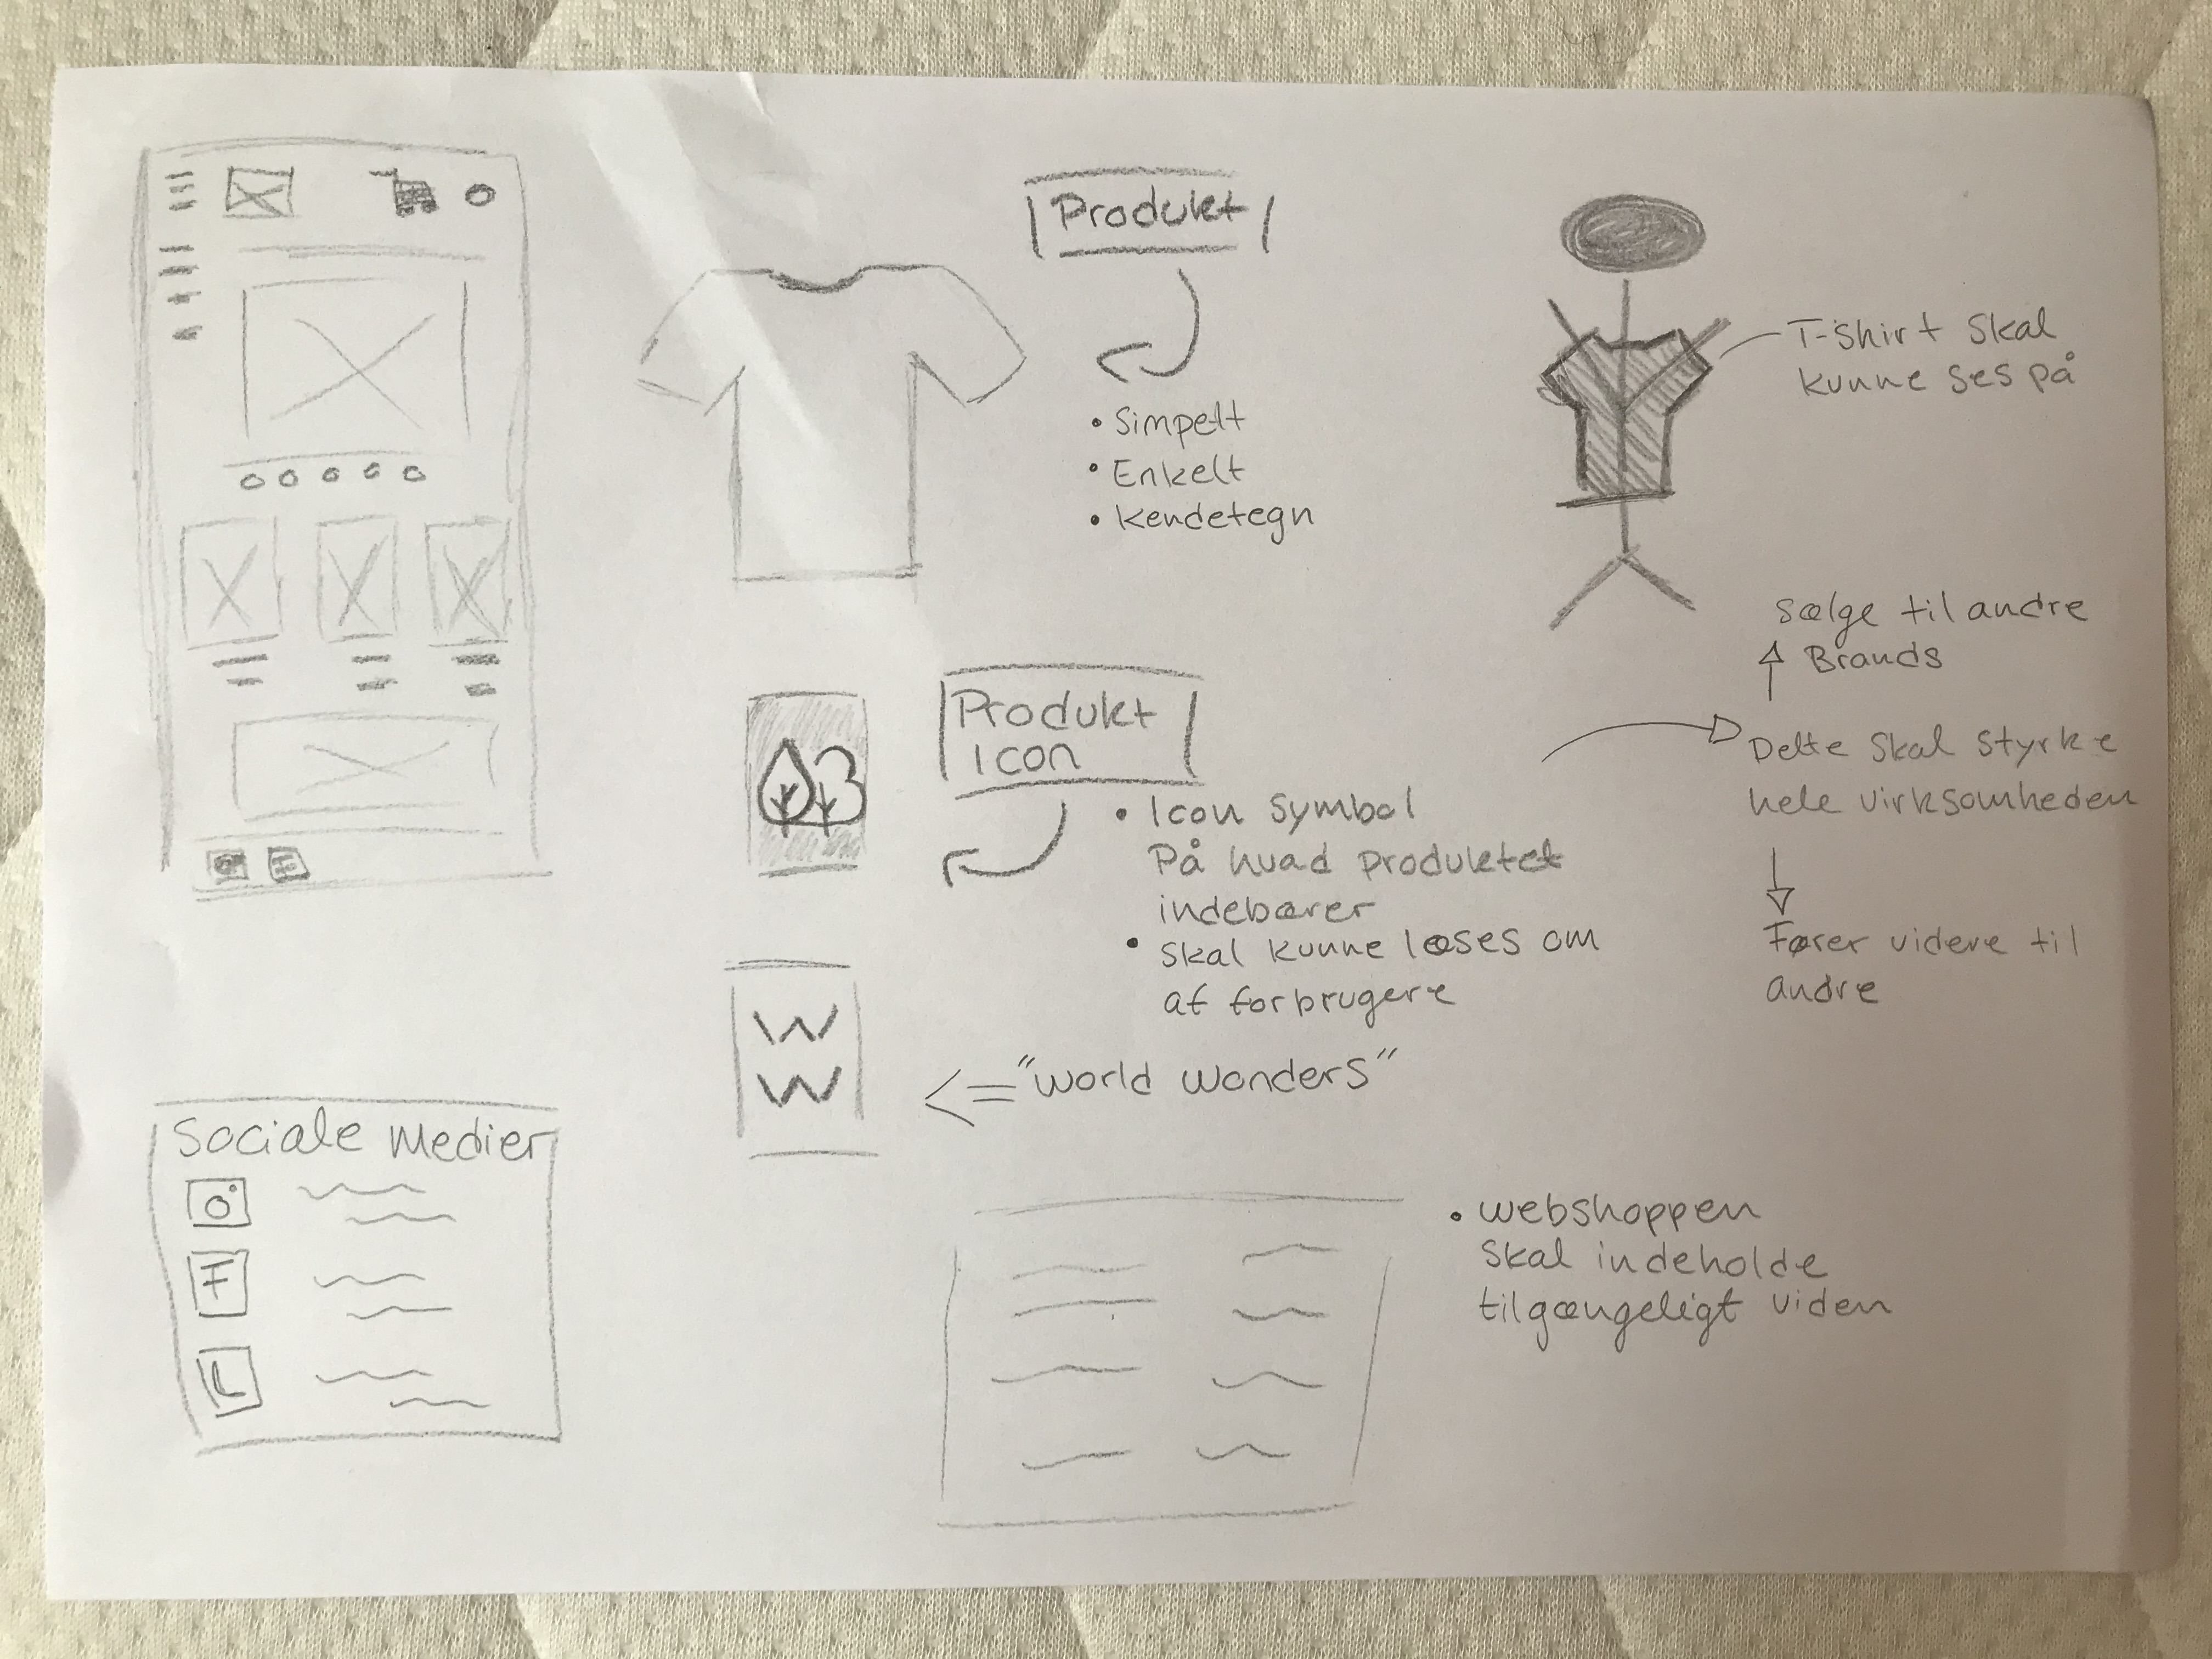 Produkt
• Simpelt
• Enkelt
• Kendetegn
T-Shirt skal
kunne ses på
Produkt
Icon
• Icon symbol
På hvad produktet
indebærer
• Skal kunne læses om
af forbrugere
sælge til andre
Brands
Dette skal styrke
hele virksomheden
Fører videre til
andre
W
W
<= "World Wonders"
Sociale Medier
f
• Webshoppen
skal indeholde
tilgængeligt viden